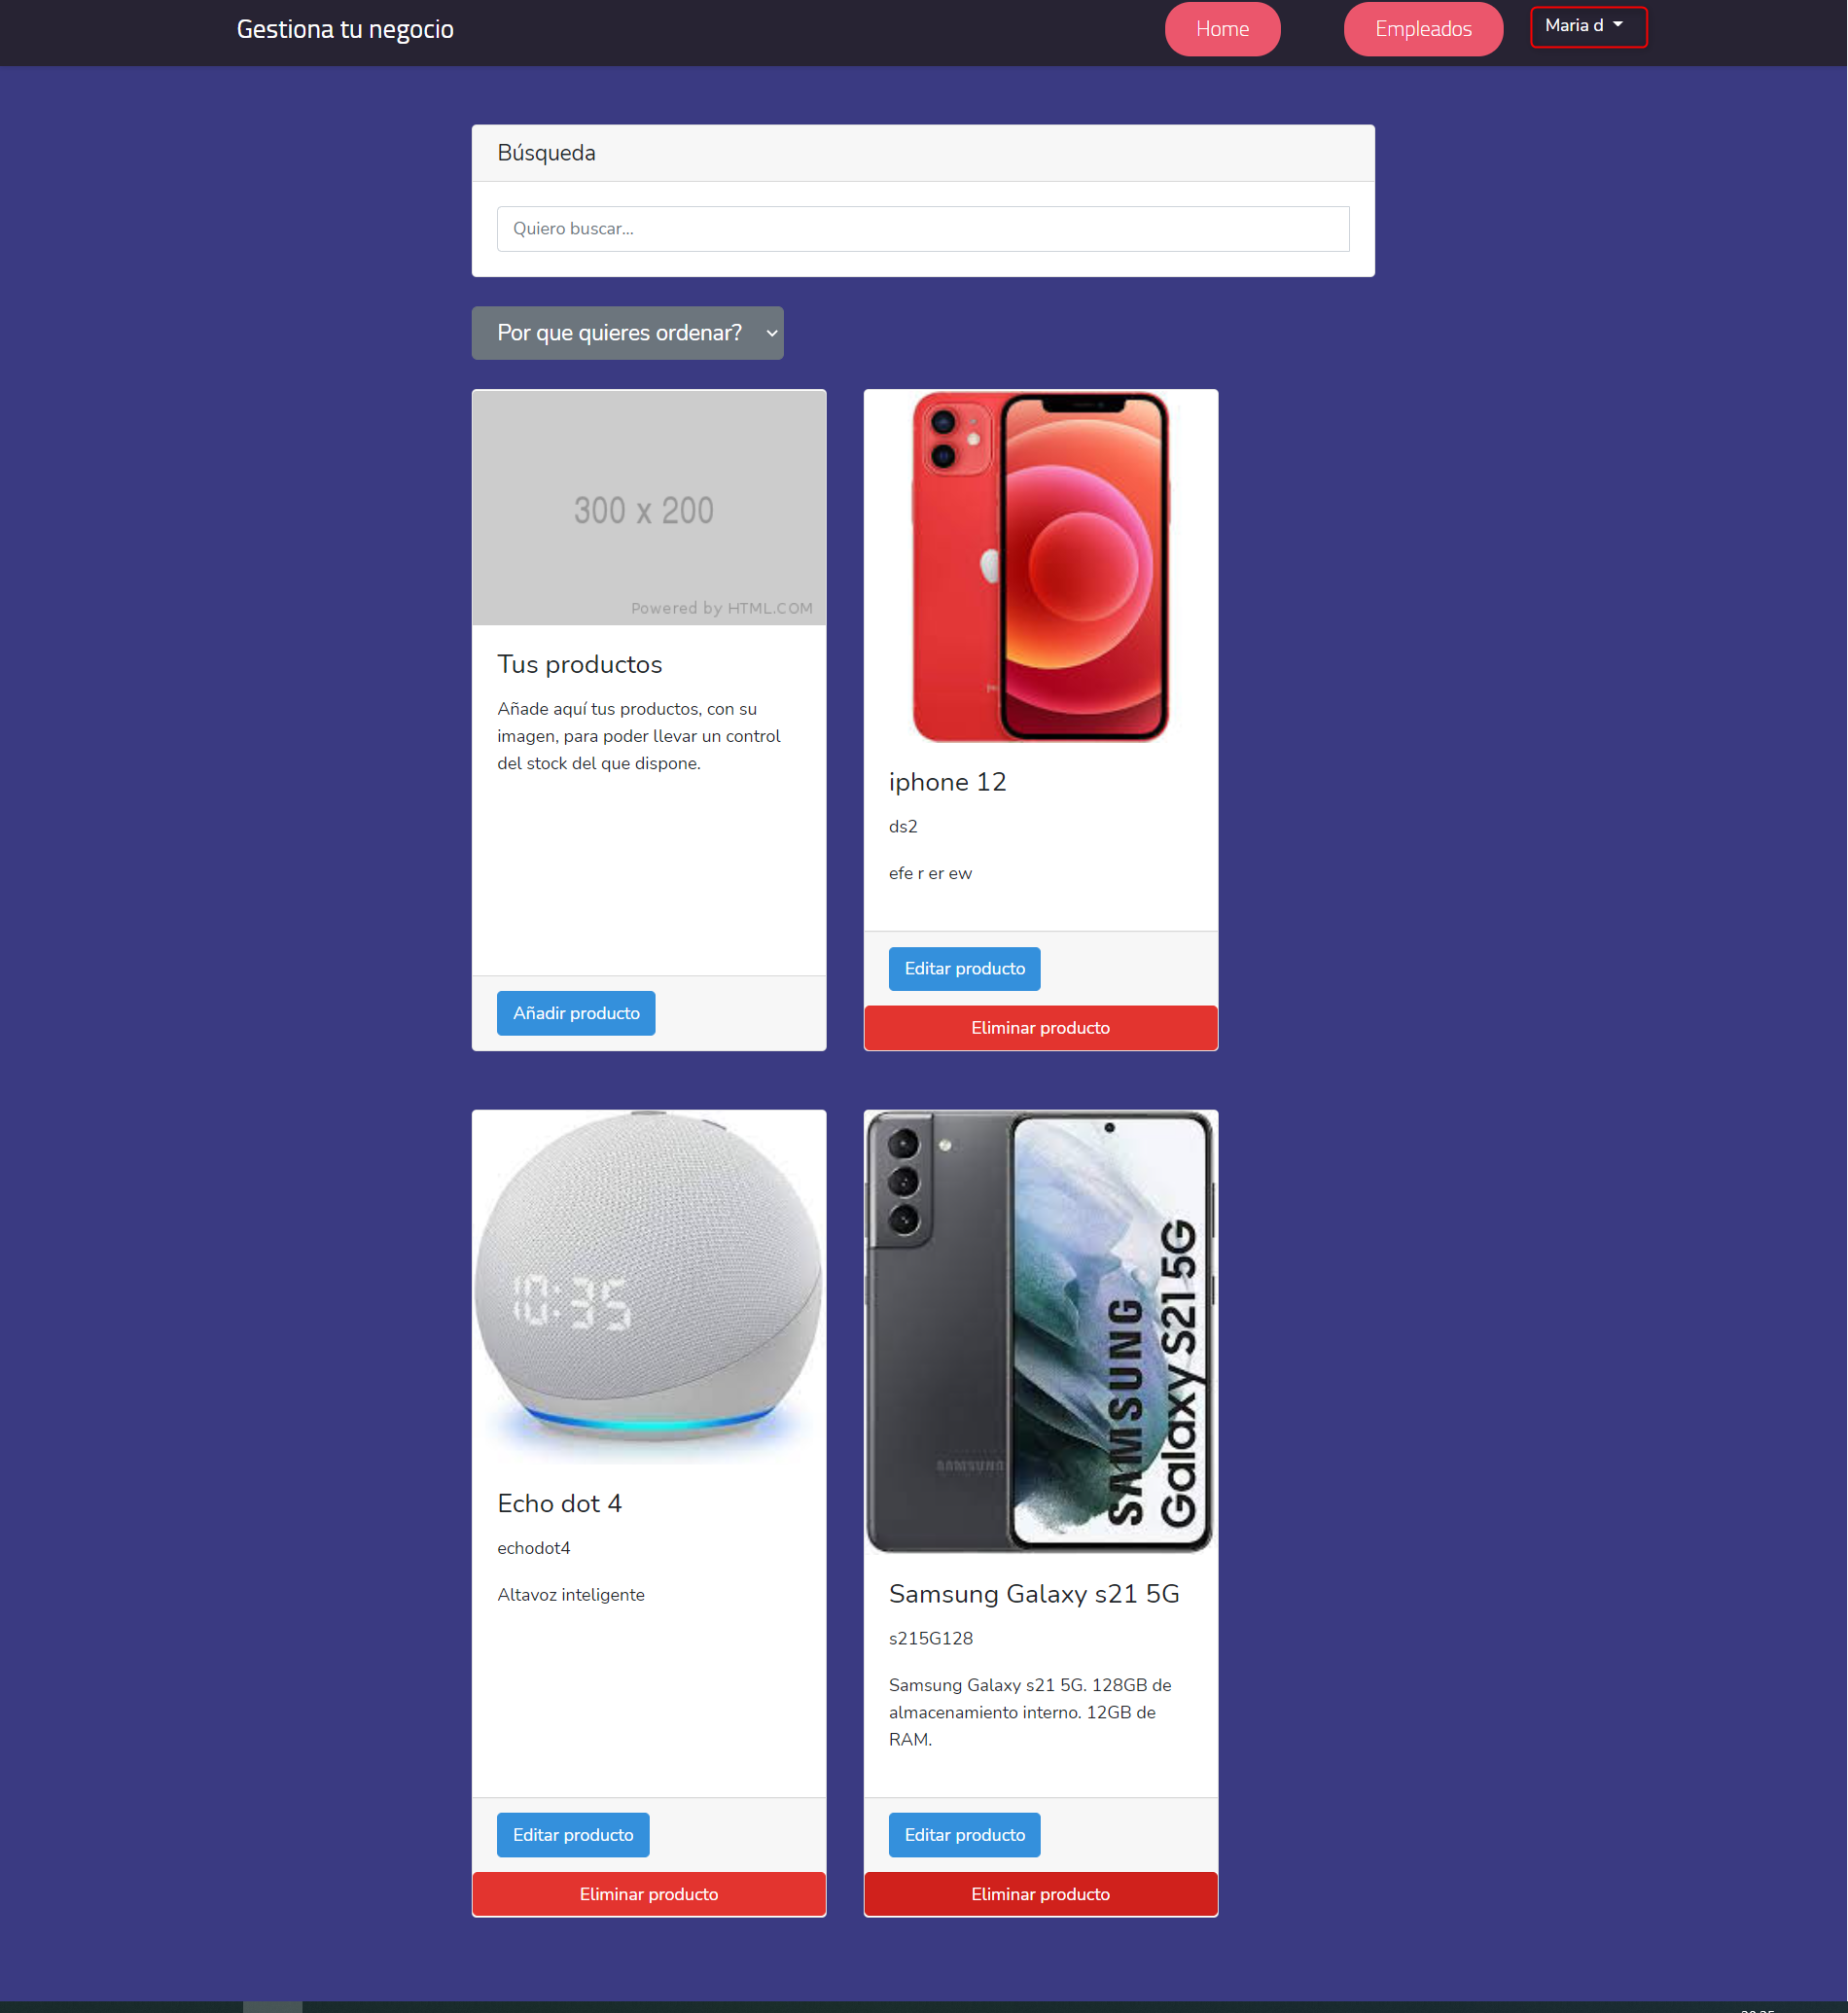 Gestiona tu negocio
Home
Empleados
Maria d
Búsqueda
Quiero buscar...
Por que quieres ordenar?
300 x 200
Powered by HTML.COM
Tus productos
Añade aquí tus productos, con su
imagen, para poder llevar un control
del stock del que dispone.
Añadir producto
iphone 12
ds2
efe r er ew
Editar producto
Eliminar producto
10:35
Echo dot 4
echodot4
Altavoz inteligente
Editar producto
Eliminar producto
SAMSUNG
SAMSUNG
Galaxy S21 5G
Samsung Galaxy s21 5G
s215G128
Samsung Galaxy s21 5G. 128GB de
almacenamiento interno. 12GB de
RAM.
Editar producto
Eliminar producto